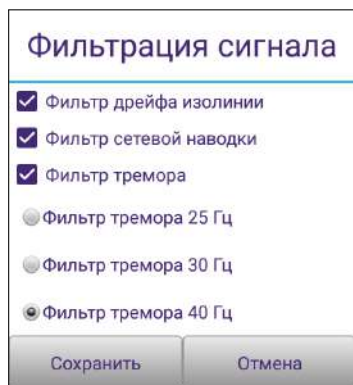 Фильтрация сигнала
Фильтр дрейфа изолинии
Фильтр сетевой наводки
Фильтр тремора
Фильтр тремора 25 Гц
Фильтр тремора 30 Гц
Фильтр тремора 40 Гц
Сохранить Отмена